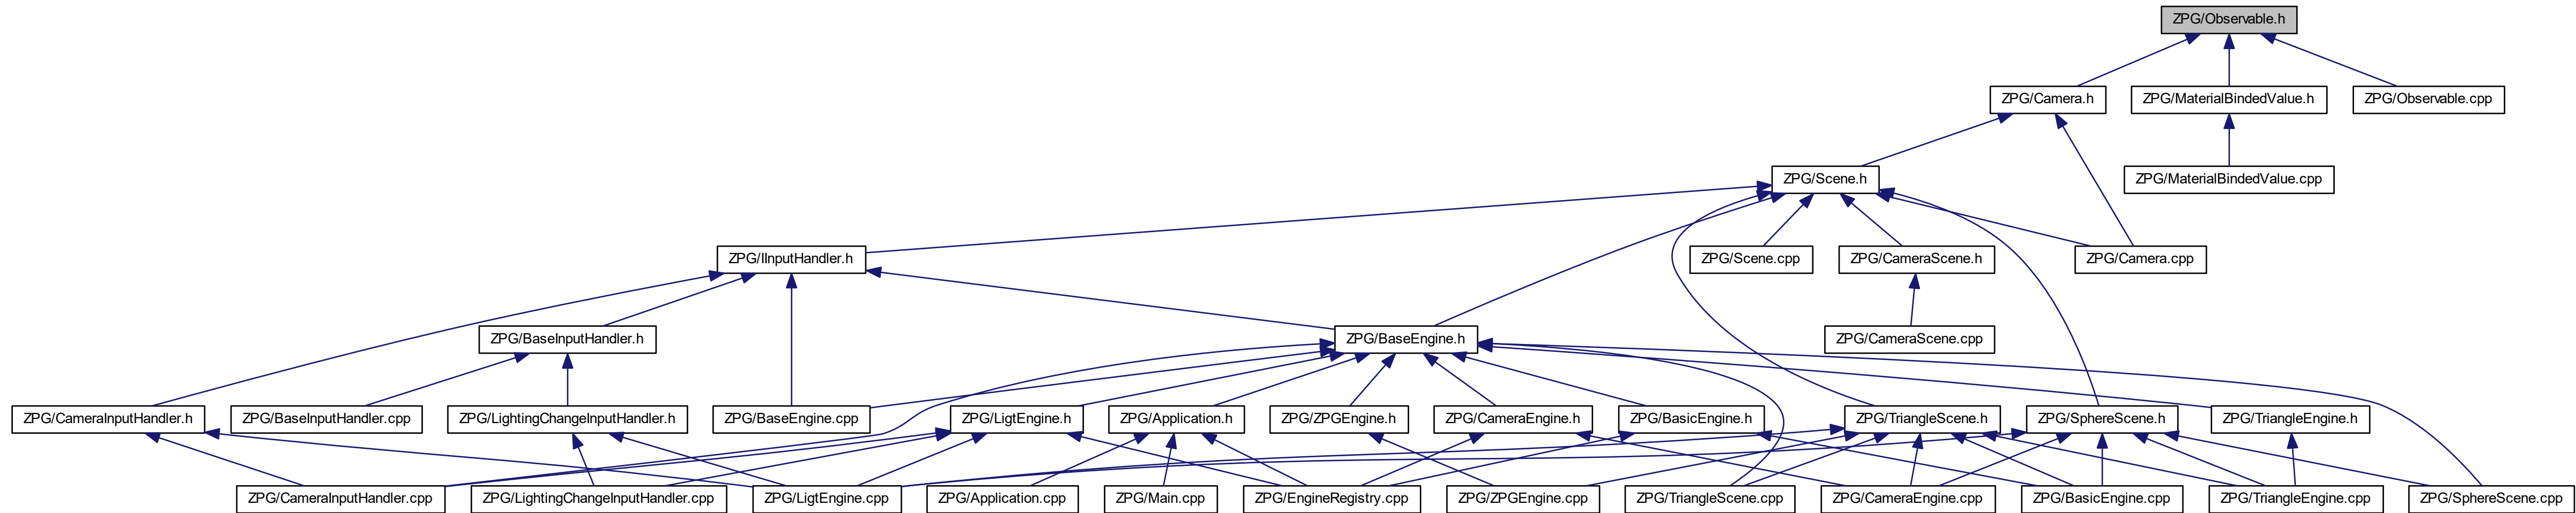 ZPG/Observable.h
ZPG/Camera.h
ZPG/MaterialBindedValue.h
ZPG/Observable.cpp
ZPG/Scene.h
ZPG/MaterialBindedValue.cpp
ZPG/IInputHandler.h
ZPG/Scene.cpp
ZPG/CameraScene.h
ZPG/Camera.cpp
ZPG/BaseInputHandler.h
ZPG/BaseEngine.h
ZPG/CameraScene.cpp
ZPG/CameraInputHandler.h
ZPG/BaseInputHandler.cpp
ZPG/LightingChangeInputHandler.h
ZPG/BaseEngine.cpp
ZPG/LigtEngine.h
ZPG/Application.h
ZPG/ZPGEngine.h
ZPG/CameraEngine.h
ZPG/BasicEngine.h
ZPG/TriangleScene.h
ZPG/SphereScene.h
ZPG/TriangleEngine.h
ZPG/CameraInputHandler.cpp
ZPG/LightingChangeInputHandler.cpp
ZPG/LigtEngine.cpp
ZPG/Application.cpp
ZPG/Main.cpp
ZPG/EngineRegistry.cpp
ZPG/ZPGEngine.cpp
ZPG/TriangleScene.cpp
ZPG/CameraEngine.cpp
ZPG/BasicEngine.cpp
ZPG/TriangleEngine.cpp
ZPG/SphereScene.cpp